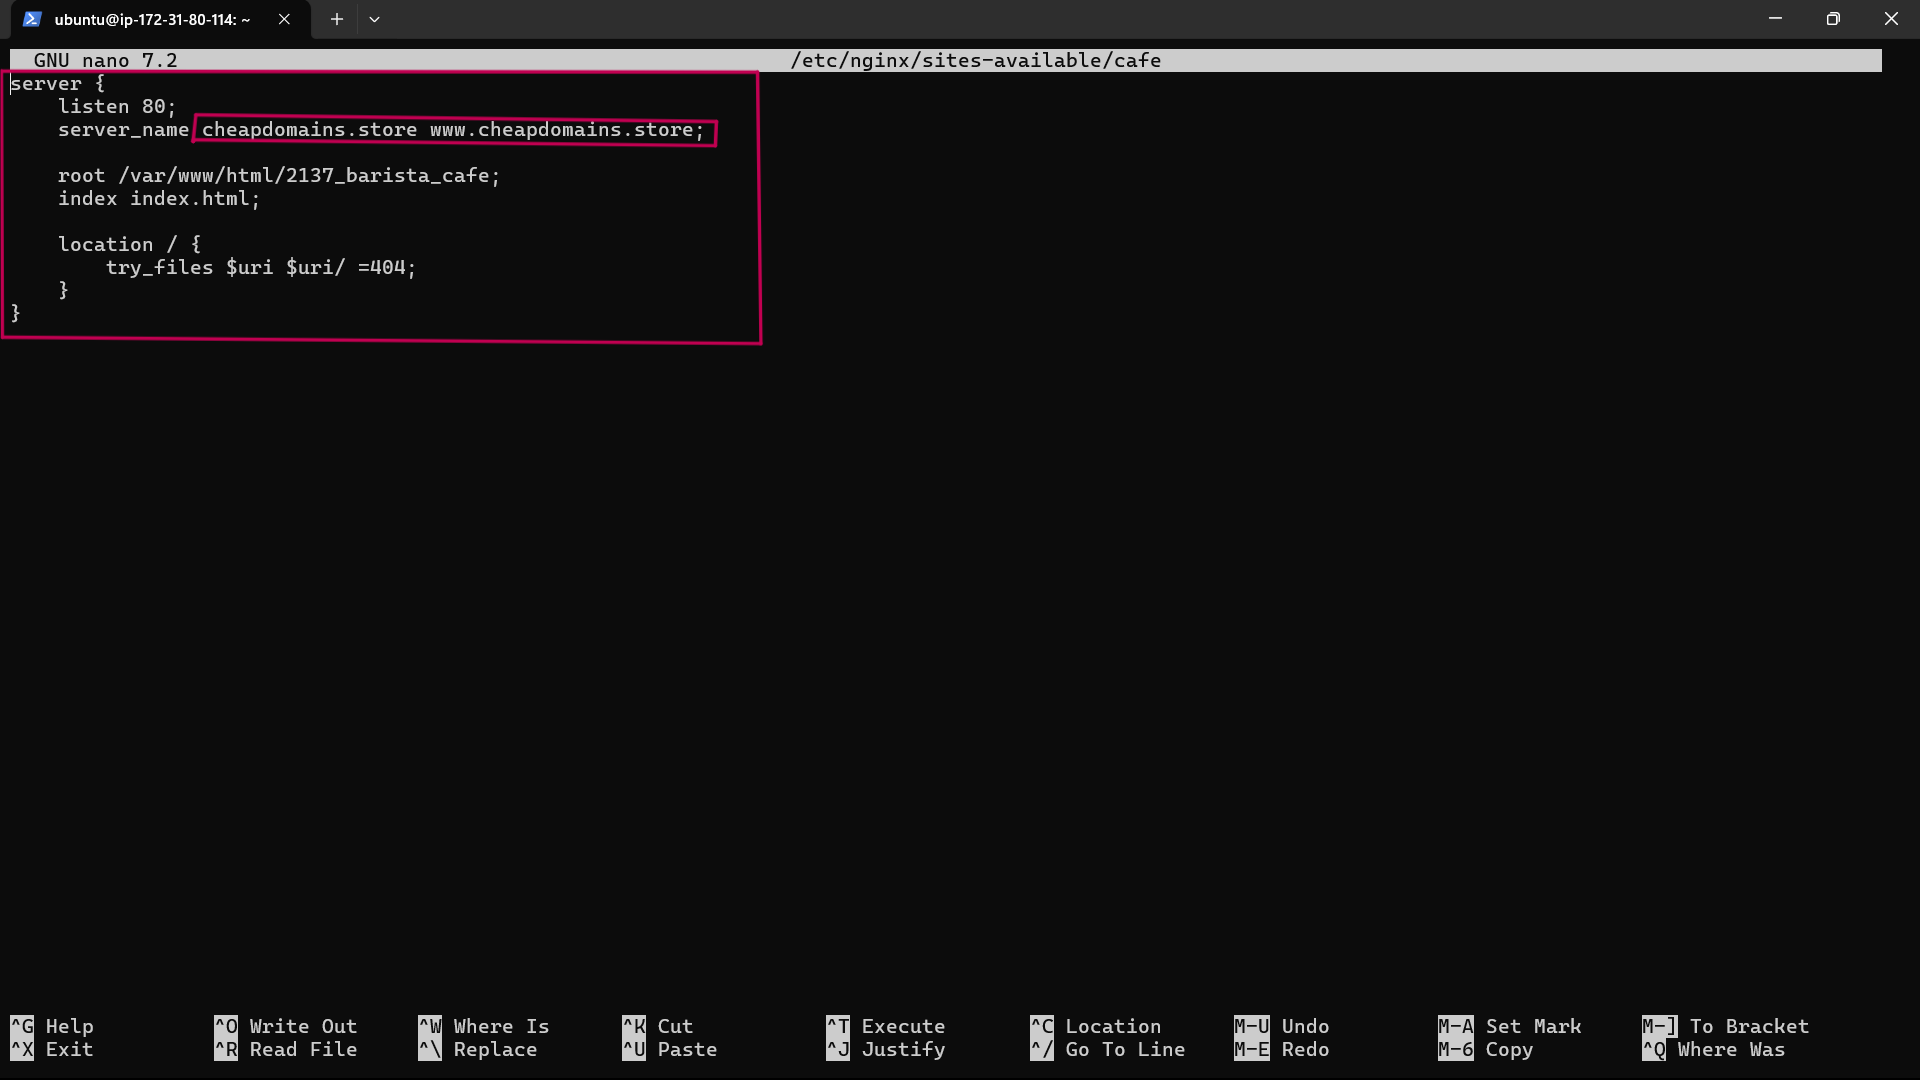 ubuntu@ip-172-31-80-114: ~
GNU nano 7.2 /etc/nginx/sites-available/cafe
server {
    listen 80;
    server_name cheapdomains.store www.cheapdomains.store;

    root /var/www/html/2137_barista_cafe;
    index index.html;

    location / {
        try_files $uri $uri/ =404;
    }
}
^G Help ^O Write Out ^W Where Is ^K Cut ^T Execute ^C Location M-U Undo M-A Set Mark M-] To Bracket
^X Exit ^R Read File ^\ Replace ^U Paste ^J Justify ^/ Go To Line M-E Redo M-6 Copy ^Q Where Was